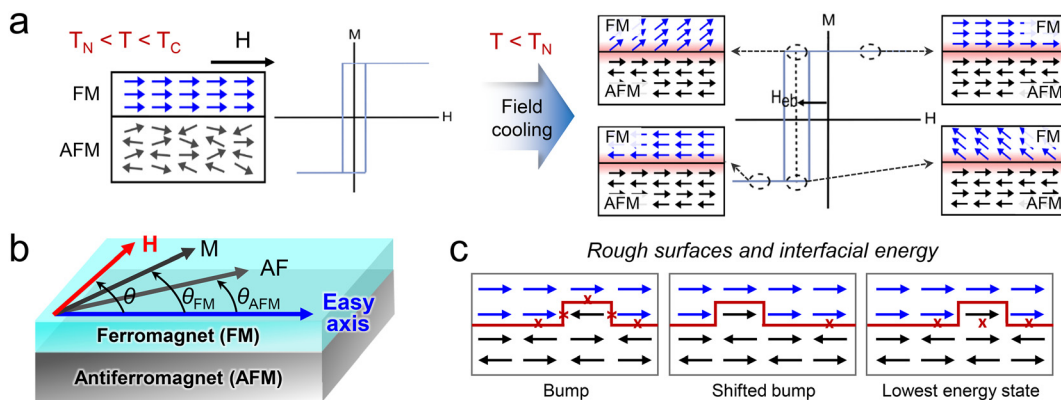 a
T_N < T < T_C
H
FM
AFM
M
H
T < T_N
Field
cooling
FM
AFM
FM
AFM
M
H_eb
H
FM
AFM
FM
AFM
b
H
M
AF
θ
θ_FM
θ_AFM
Easy
axis
Ferromagnet (FM)
Antiferromagnet (AFM)
c
Rough surfaces and interfacial energy
x
x x
x
x
x x x
Bump
Shifted bump
Lowest energy state